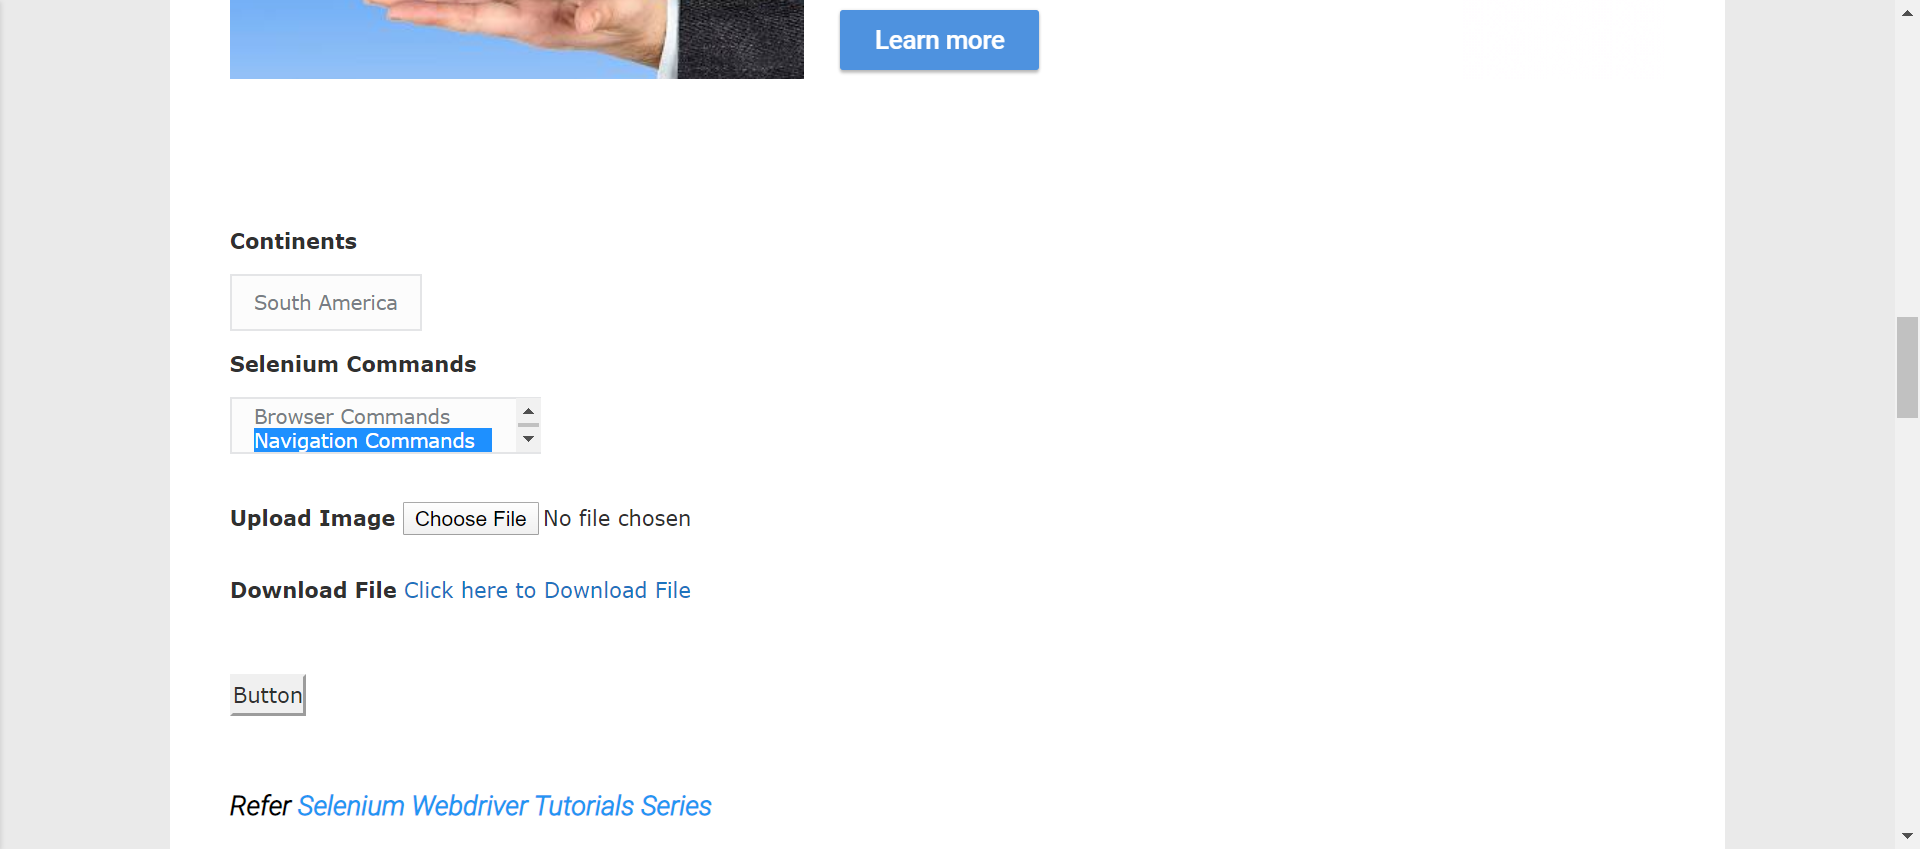 Learn more
Continents
South America
Selenium Commands
Browser Commands
Navigation Commands
Upload Image Choose File No file chosen
Download File Click here to Download File
Button
Refer Selenium Webdriver Tutorials Series